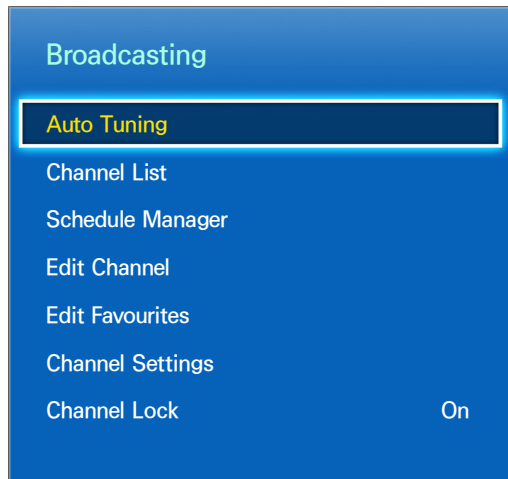 Broadcasting
Auto Tuning
Channel List
Schedule Manager
Edit Channel
Edit Favourites
Channel Settings
Channel Lock On